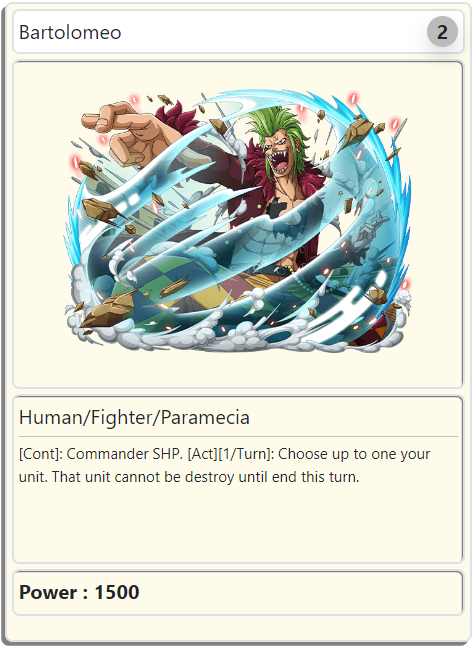 Bartolomeo
2
Human/Fighter/Paramecia
[Cont]: Commander SHP. [Act][1/Turn]: Choose up to one your
unit. That unit cannot be destroy until end this turn.
Power : 1500